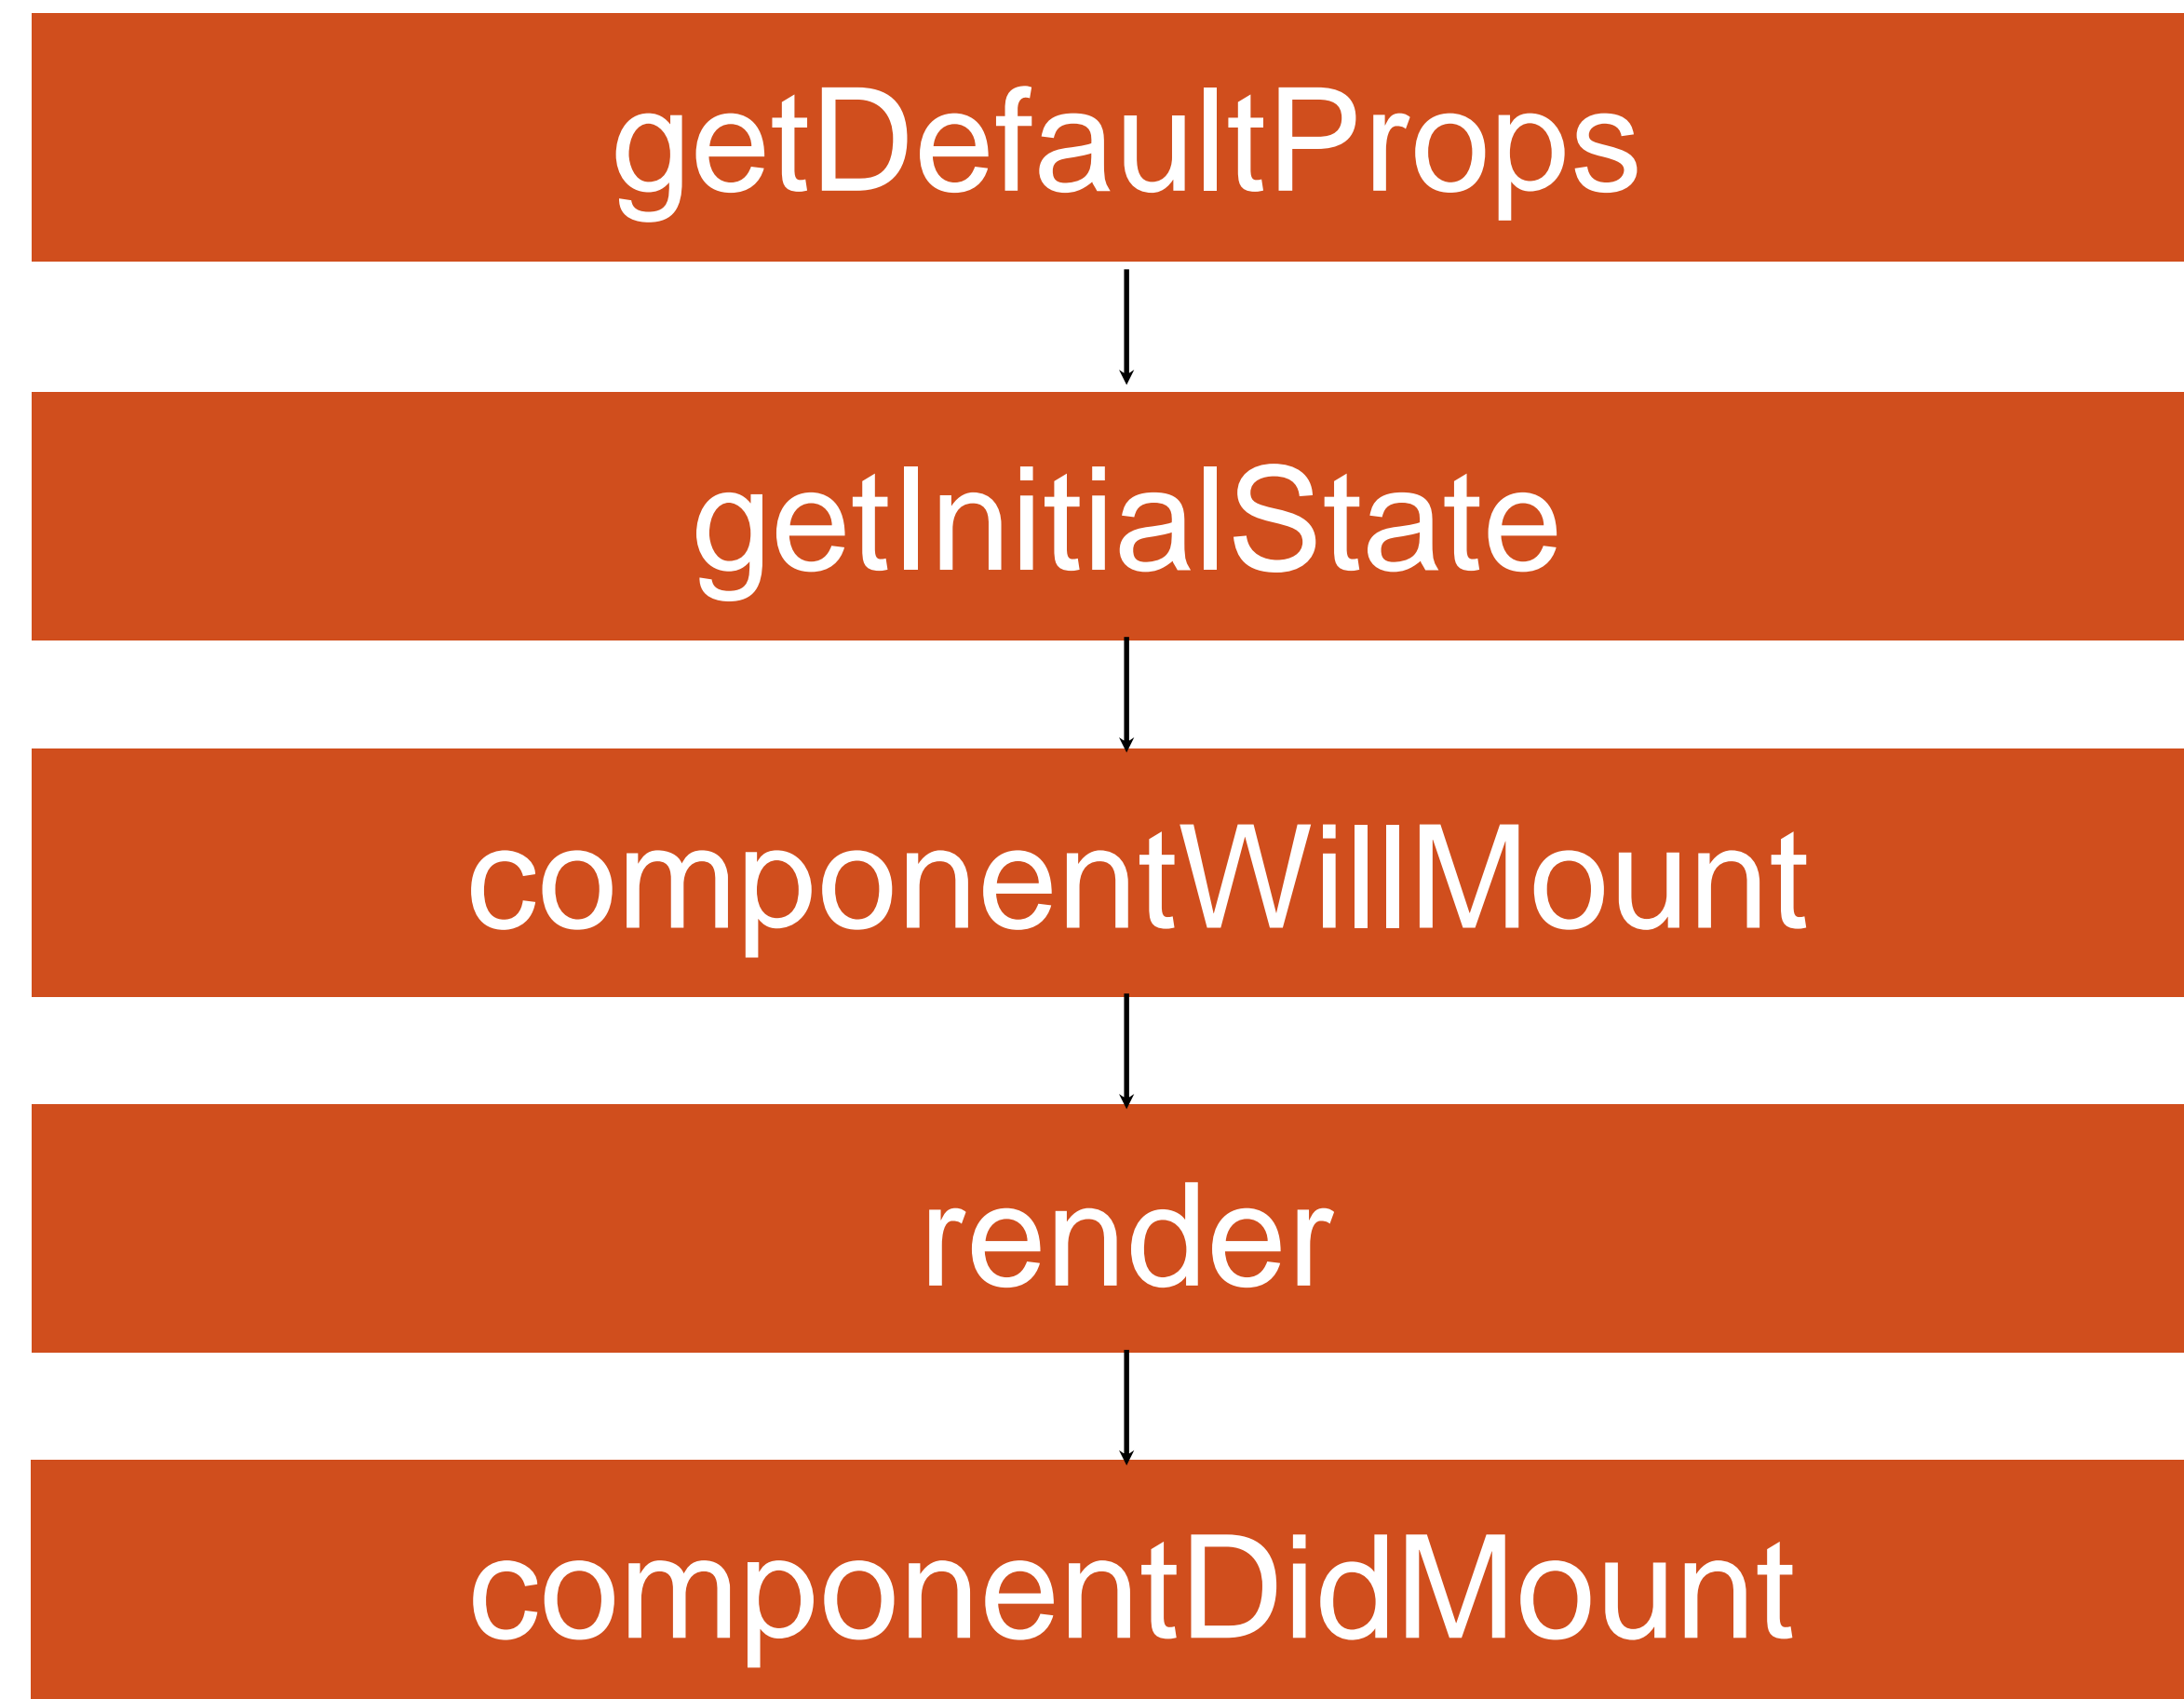 getDefaultProps
getInitialState
componentWillMount
render
componentDidMount